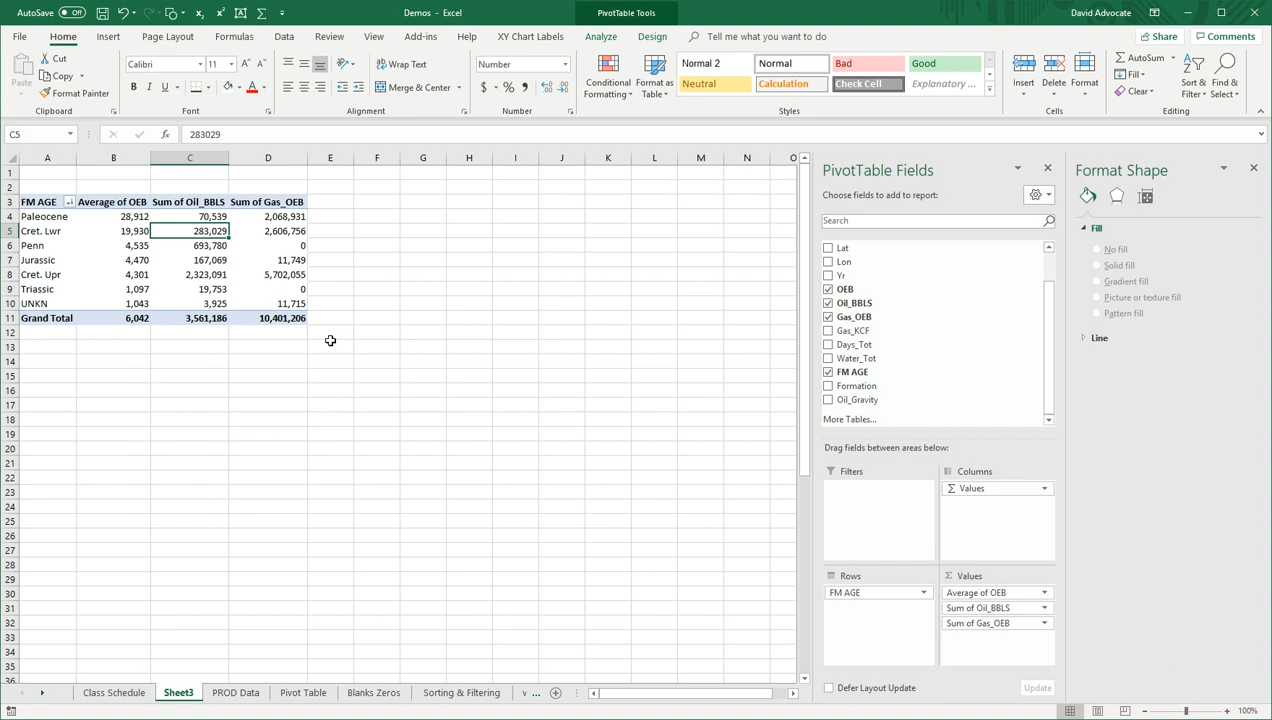 AutoSave Off
Demos - Excel
PivotTable Tools
David Advocate
File Home Insert Page Layout Formulas Data Review View Add-ins Help XY Chart Labels Analyze Design Tell me what you want to do
Share Comments
Paste
Cut
Copy
Format Painter
Clipboard
Calibri 11
B I U
Font
Wrap Text
Merge & Center
Alignment
Number
$ % ,
Number
Conditional Formatting
Format as Table
Normal 2 Normal Bad Good
Neutral Calculation Check Cell Explanatory ...
Styles
Insert Delete Format
Cells
AutoSum
Fill
Clear
Sort & Filter
Find & Select
Editing
C5 fx 283029
A B C D E F G H I J K L M N O
1
2
3 FM AGE Average of OEB Sum of Oil_BBLS Sum of Gas_OEB
4 Paleocene 28,912 70,539 2,068,931
5 Cret. Lwr 19,930 283,029 2,606,756
6 Penn 4,535 693,780 0
7 Jurassic 4,470 167,069 11,749
8 Cret. Upr 4,301 2,323,091 5,702,055
9 Triassic 1,097 19,753 0
10 UNKN 1,043 3,925 11,715
11 Grand Total 6,042 3,561,186 10,401,206
12
13
14
15
16
17
18
19
20
21
22
23
24
25
26
27
28
29
30
31
32
33
34
35
36
PivotTable Fields
Choose fields to add to report:
Search
Lat
Lon
Yr
OEB
Oil_BBLS
Gas_OEB
Gas_KCF
Days_Tot
Water_Tot
FM AGE
Formation
Oil_Gravity
More Tables...
Drag fields between areas below:
Filters
Columns
Σ Values
Rows
FM AGE
Σ Values
Average of OEB
Sum of Oil_BBLS
Sum of Gas_OEB
Defer Layout Update
Update
Format Shape
Fill
No fill
Solid fill
Gradient fill
Picture or texture fill
Pattern fill
Line
Class Schedule Sheet3 PROD Data Pivot Table Blanks Zeros Sorting & Filtering ...
100%